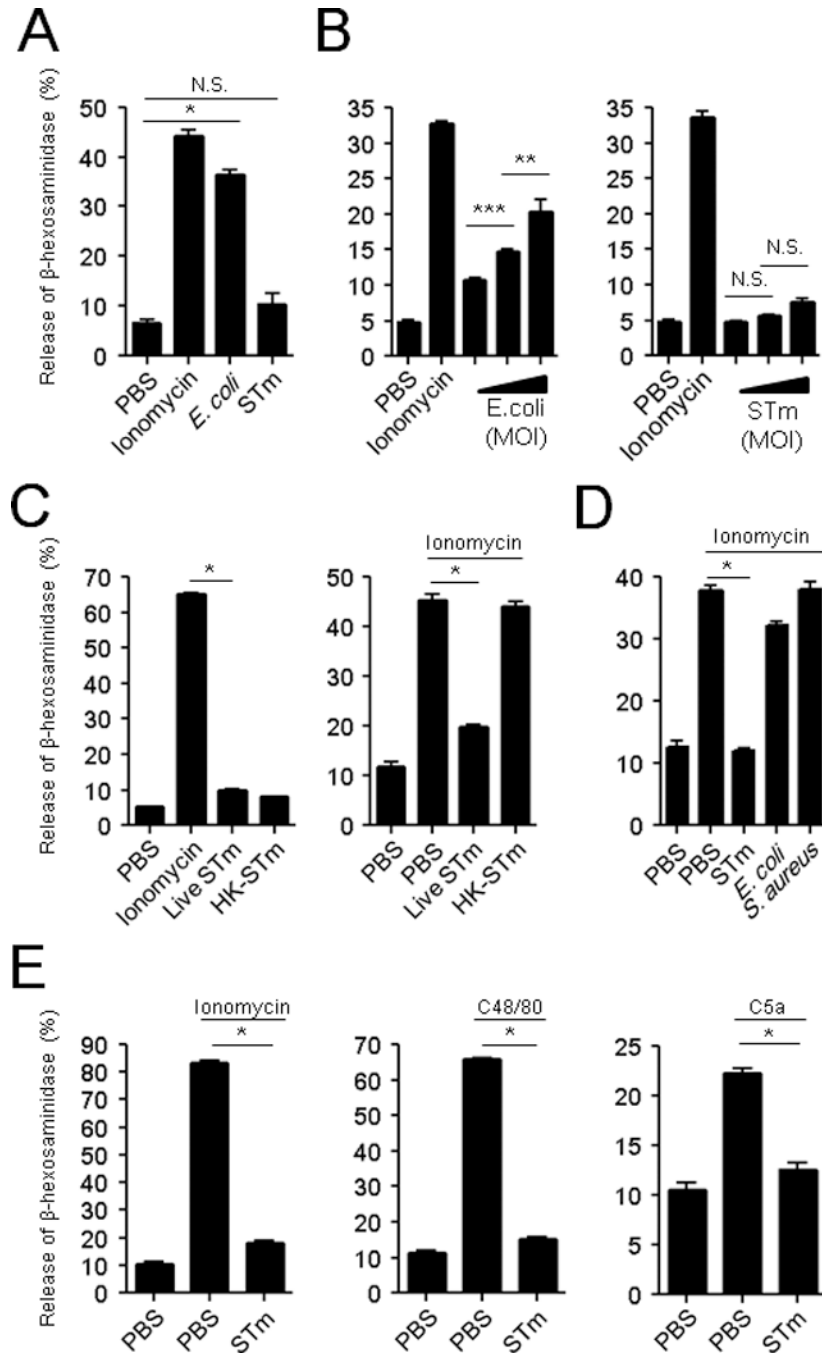 A
B
Release of β-hexosaminidase (%)
N.S.
*
50
40
30
20
10
0
PBS
Ionomycin
E. coli
STm
35
30
25
20
15
10
5
0
***
**
PBS
Ionomycin
E.coli
(MOI)
35
30
25
20
15
10
5
0
N.S.
N.S.
PBS
Ionomycin
STm
(MOI)
C
D
Release of β-hexosaminidase (%)
*
70
60
50
40
30
20
10
0
PBS
Ionomycin
Live STm
HK-STm
Ionomycin
*
50
40
30
20
10
0
PBS
PBS
Live STm
HK-STm
Ionomycin
*
40
30
20
10
0
PBS
PBS
STm
E. coli
S. aureus
E
Release of β-hexosaminidase (%)
Ionomycin
*
90
80
70
60
50
40
30
20
10
0
PBS
PBS
STm
C48/80
*
70
60
50
40
30
20
10
0
PBS
PBS
STm
C5a
*
25
20
15
10
5
0
PBS
PBS
STm